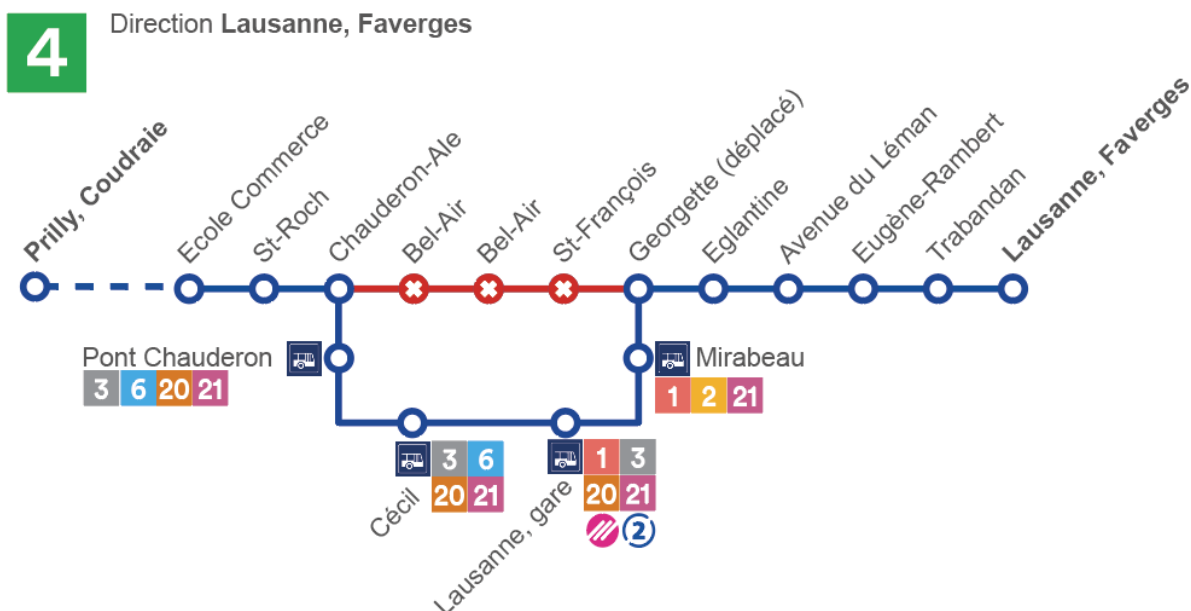 4
Direction Lausanne, Faverges
Prilly, Coudraie
Ecole Commerce
St-Roch
Chauderon-Ale
Bel-Air
Bel-Air
St-François
Georgette (déplacé)
Eglantine
Avenue du Léman
Eugène-Rambert
Trabandan
Lausanne, Faverges
Pont Chauderon
3 6 20 21
Mirabeau
1 2 21
Cécil
3 6
20 21
Lausanne, gare
1 3
20 21
2